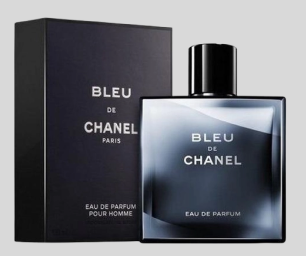 BLEU
DE
CHANEL
PARIS
EAU DE PARFUM
POUR HOMME
BLEU
DE
CHANEL
EAU DE PARFUM